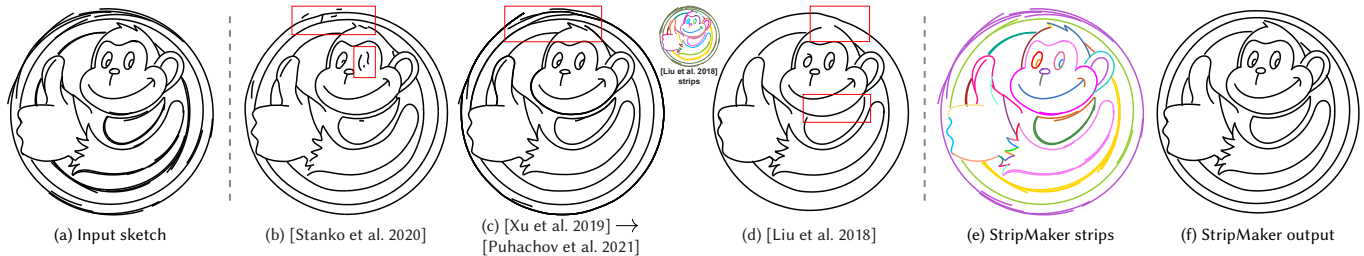 [Liu et al. 2018]
strips
(a) Input sketch
(b) [Stanko et al. 2020]
(c) [Xu et al. 2019] →
[Puhachov et al. 2021]
(d) [Liu et al. 2018]
(e) StripMaker strips
(f) StripMaker output